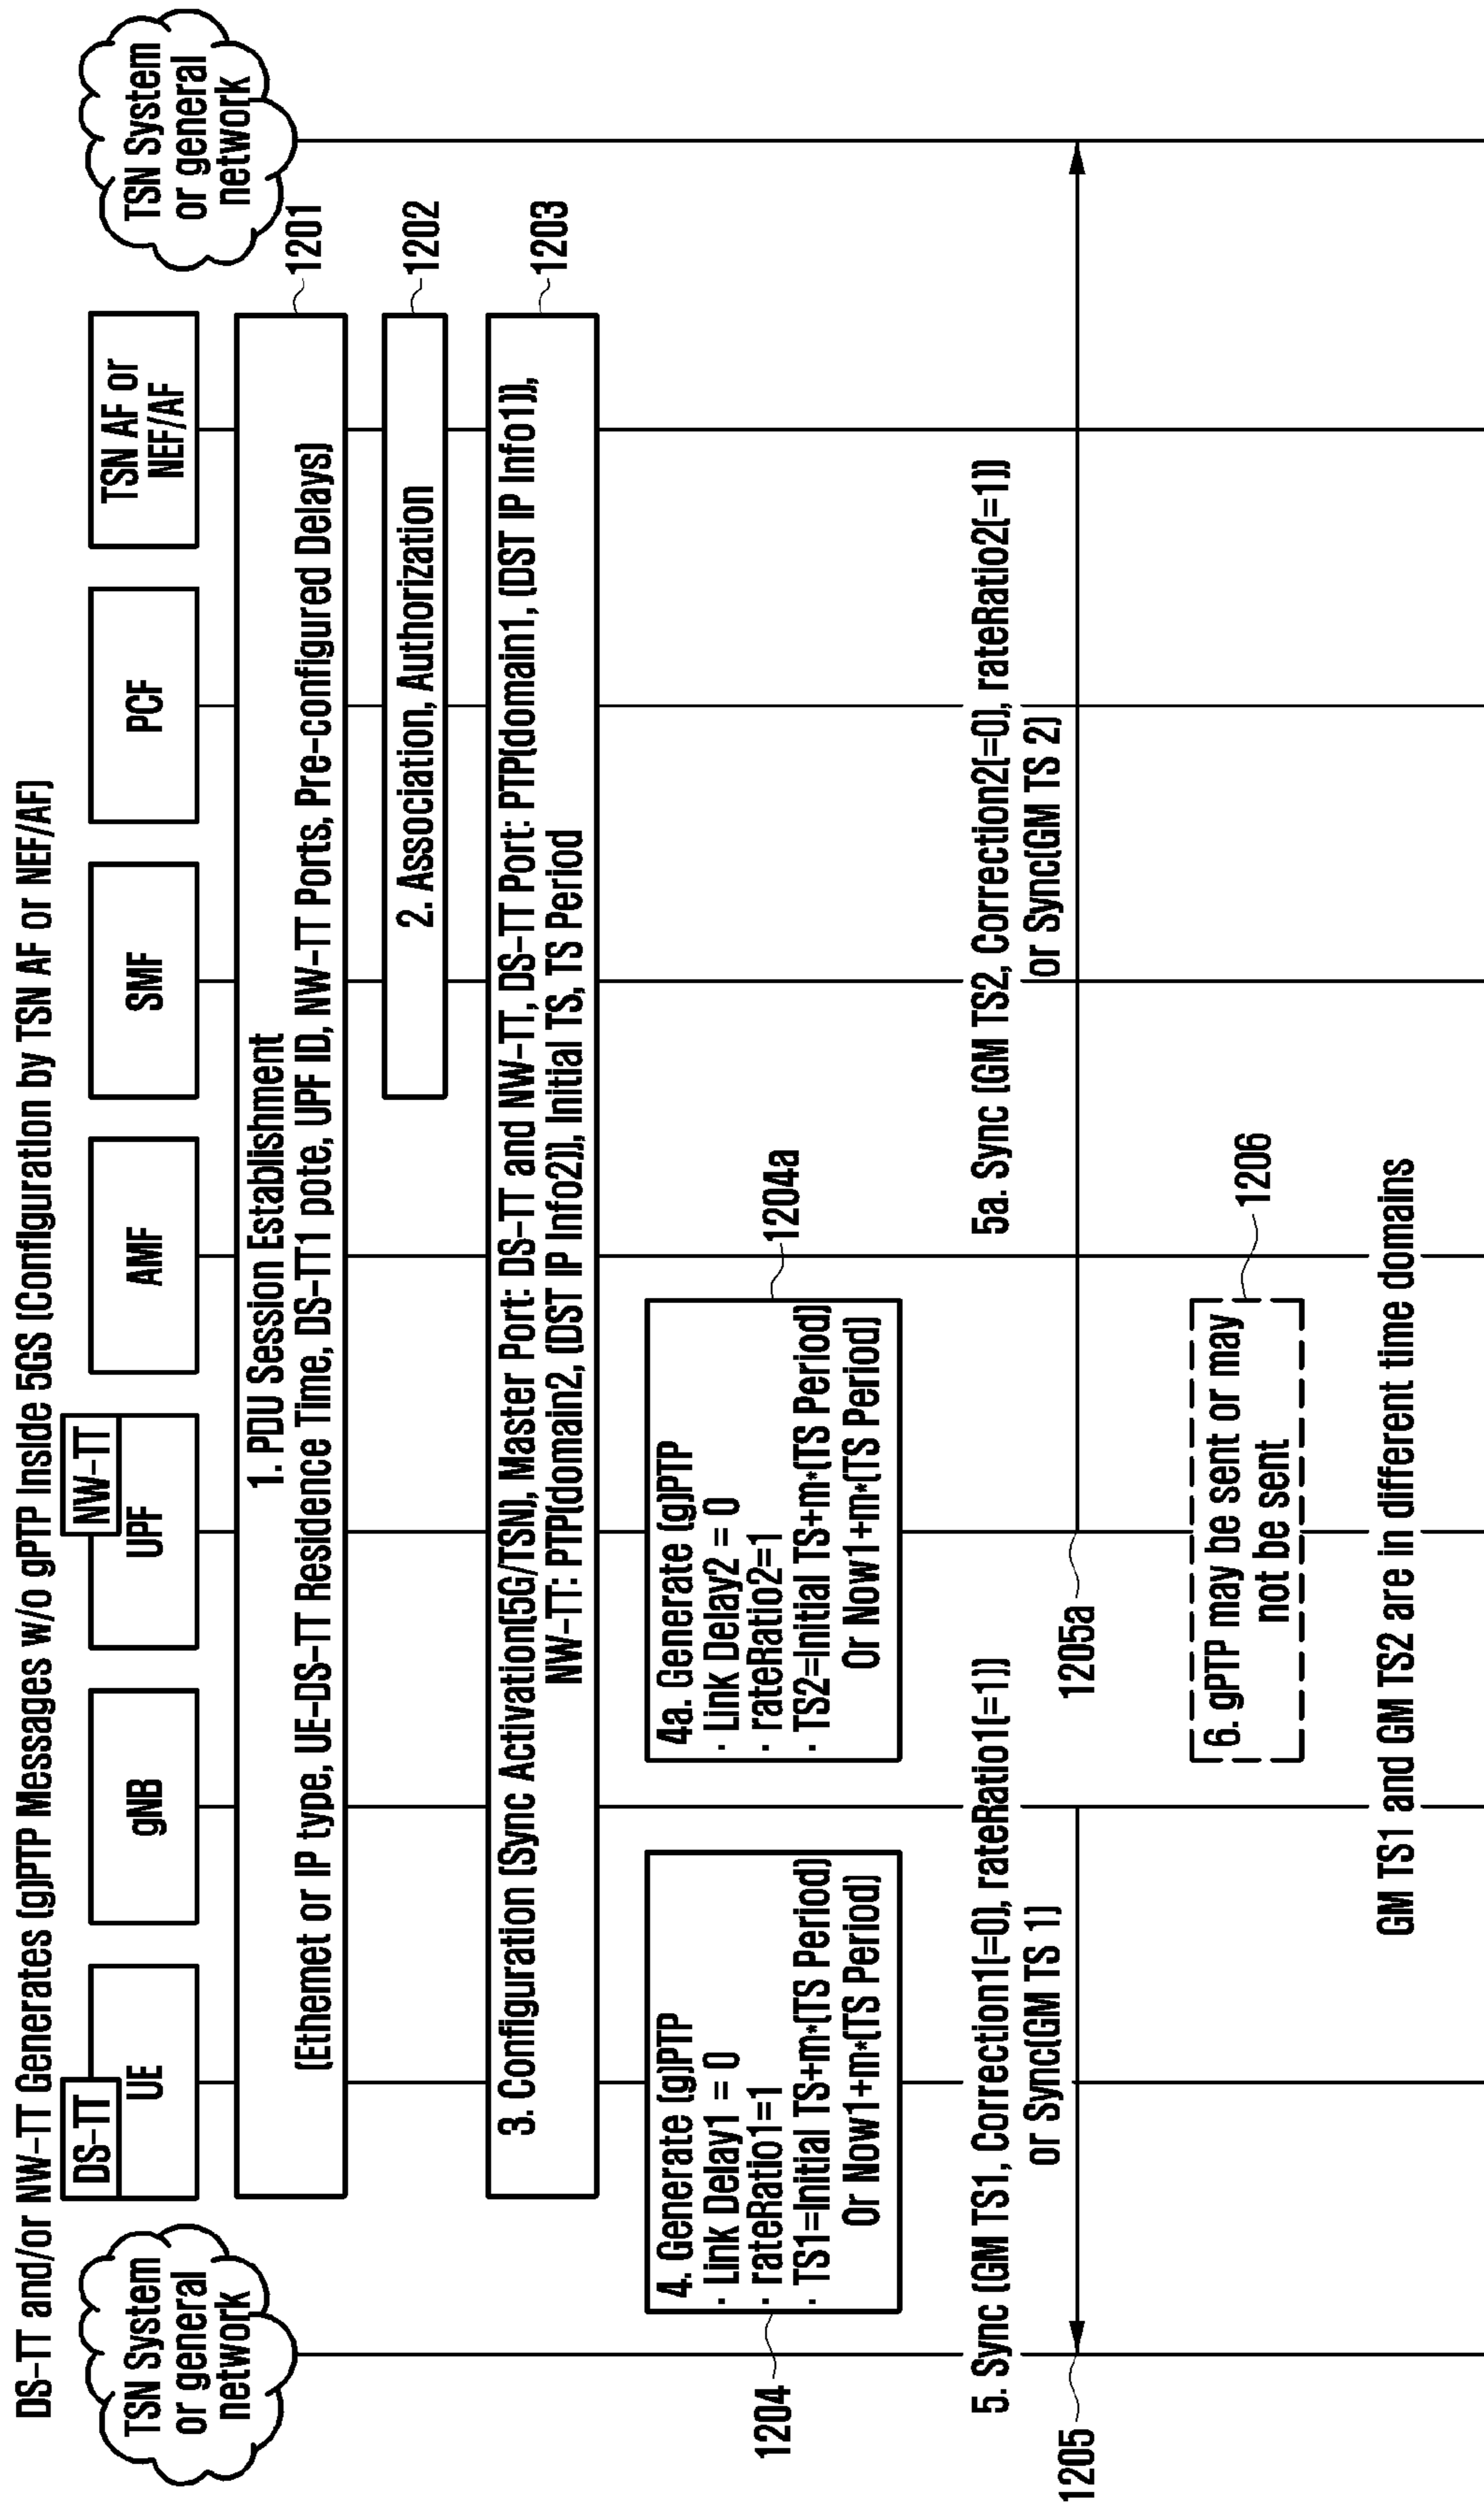 DS-TT and/or NW-TT Generates (g)PTP Messages w/o gPTP Inside 5GS (Configuration by TSN AF or NEF/AF)
TSN System
or general
network
DS-TT
UE
gNB
NW-TT
UPF
AMF
SMF
PCF
TSN AF or
NEF/AF
TSN System
or general
network
1. PDU Session Establishment
(Ethemet or IP type, UE-DS-TT Residence Time, DS-TT1 pote, UPF ID, NW-TT Ports, Pre-configured Delays)
1201
2. Association, Authorization
1202
3. Configuration (Sync Activation(5G/TSN), Master Port: DS-TT and NW-TT, DS-TT Port: PTP(domain1, (DST IP Info1)),
NW-TT: PTP(domain2, (DST IP Info2)), Initial TS, TS Period
1203
1204
4. Generate (g)PTP
· Link Delay1 = 0
· rateRatio1=1
· TS1=Initial TS+m*(TS Period)
Or Now1+m*(TS Period)
4a. Generate (g)PTP
· Link Delay2 = 0
· rateRatio2=1
· TS2=Initial TS+m*(TS Period)
Or Now1+m*(TS Period)
1204a
5. Sync (GM TS1, Correction1(=0), rateRatio1(=1))
or Sync(GM TS 1)
1205
5a. Sync (GM TS2, Correction2(=0), rateRatio2(=1))
or Sync(GM TS 2)
1205a
6. gPTP may be sent or may
not be sent
1206
GM TS1 and GM TS2 are in different time domains